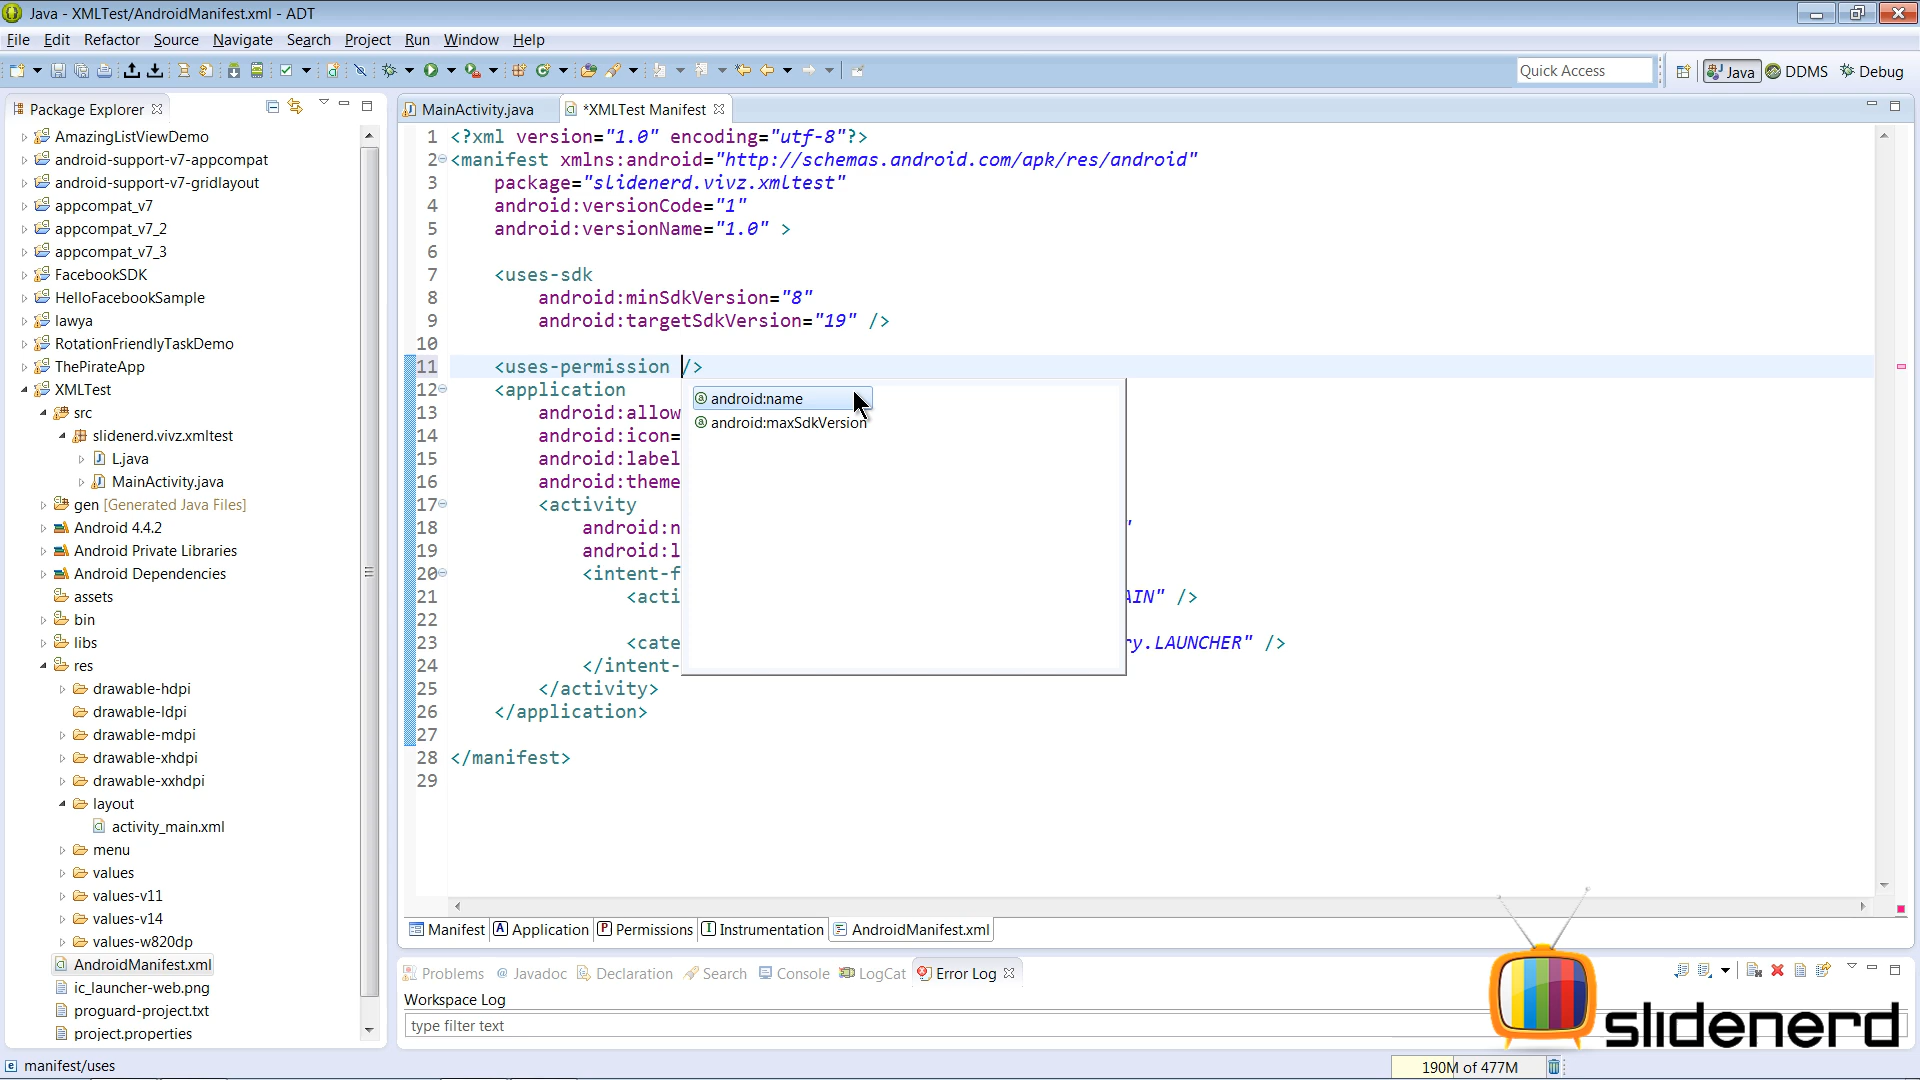 Java - XMLTest/AndroidManifest.xml - ADT
File Edit Refactor Source Navigate Search Project Run Window Help
Quick Access
Java DDMS Debug
Package Explorer
AmazingListViewDemo
android-support-v7-appcompat
android-support-v7-gridlayout
appcompat_v7
appcompat_v7_2
appcompat_v7_3
FacebookSDK
HelloFacebookSample
lawya
RotationFriendlyTaskDemo
ThePirateApp
XMLTest
src
slidenerd.vivz.xmltest
L.java
MainActivity.java
gen [Generated Java Files]
Android 4.4.2
Android Private Libraries
Android Dependencies
assets
bin
libs
res
drawable-hdpi
drawable-ldpi
drawable-mdpi
drawable-xhdpi
drawable-xxhdpi
layout
activity_main.xml
menu
values
values-v11
values-v14
values-w820dp
AndroidManifest.xml
ic_launcher-web.png
proguard-project.txt
project.properties
MainActivity.java *XMLTest Manifest
1 <?xml version="1.0" encoding="utf-8"?>
2 <manifest xmlns:android="http://schemas.android.com/apk/res/android"
3 package="slidenerd.vivz.xmltest"
4 android:versionCode="1"
5 android:versionName="1.0" >
6
7 <uses-sdk
8 android:minSdkVersion="8"
9 android:targetSdkVersion="19" />
10
11 <uses-permission />
12 <application
13 android:allow
14 android:icon=
15 android:label
16 android:theme
17 <activity
18 android:n "
19 android:l
20 <intent-f
21 <acti AIN" />
22
23 <cate ry.LAUNCHER" />
24 </intent-
25 </activity>
26 </application>
27
28 </manifest>
29
android:name
android:maxSdkVersion
Manifest Application Permissions Instrumentation AndroidManifest.xml
Problems Javadoc Declaration Search Console LogCat Error Log
Workspace Log
type filter text
slidenerd
manifest/uses
190M of 477M